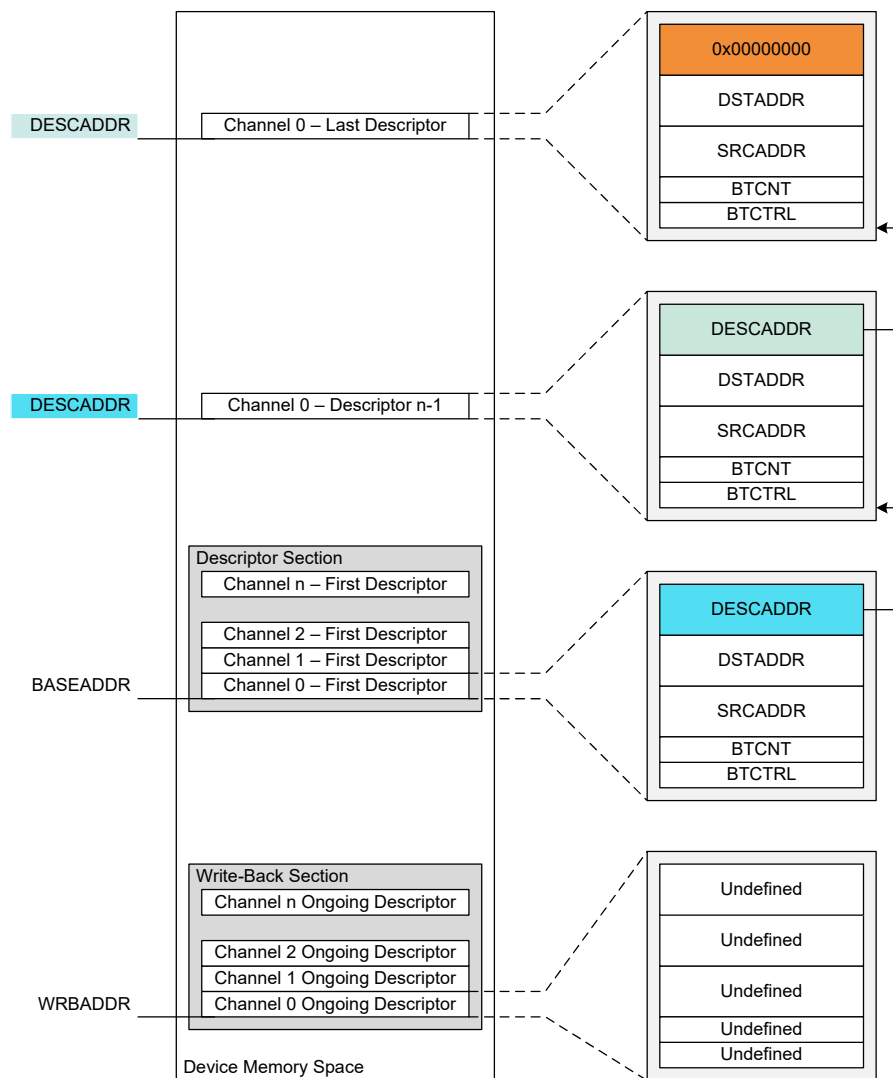 0x00000000
DESCADDR
Channel 0 – Last Descriptor
DSTADDR
SRCADDR
BTCNT
BTCTRL
DESCADDR
DESCADDR
Channel 0 – Descriptor n-1
DSTADDR
SRCADDR
BTCNT
BTCTRL
Descriptor Section
Channel n – First Descriptor
Channel 2 – First Descriptor
Channel 1 – First Descriptor
BASEADDR
Channel 0 – First Descriptor
DESCADDR
DSTADDR
SRCADDR
BTCNT
BTCTRL
Write-Back Section
Channel n Ongoing Descriptor
Channel 2 Ongoing Descriptor
Channel 1 Ongoing Descriptor
WRBADDR
Channel 0 Ongoing Descriptor
Undefined
Undefined
Undefined
Undefined
Undefined
Device Memory Space